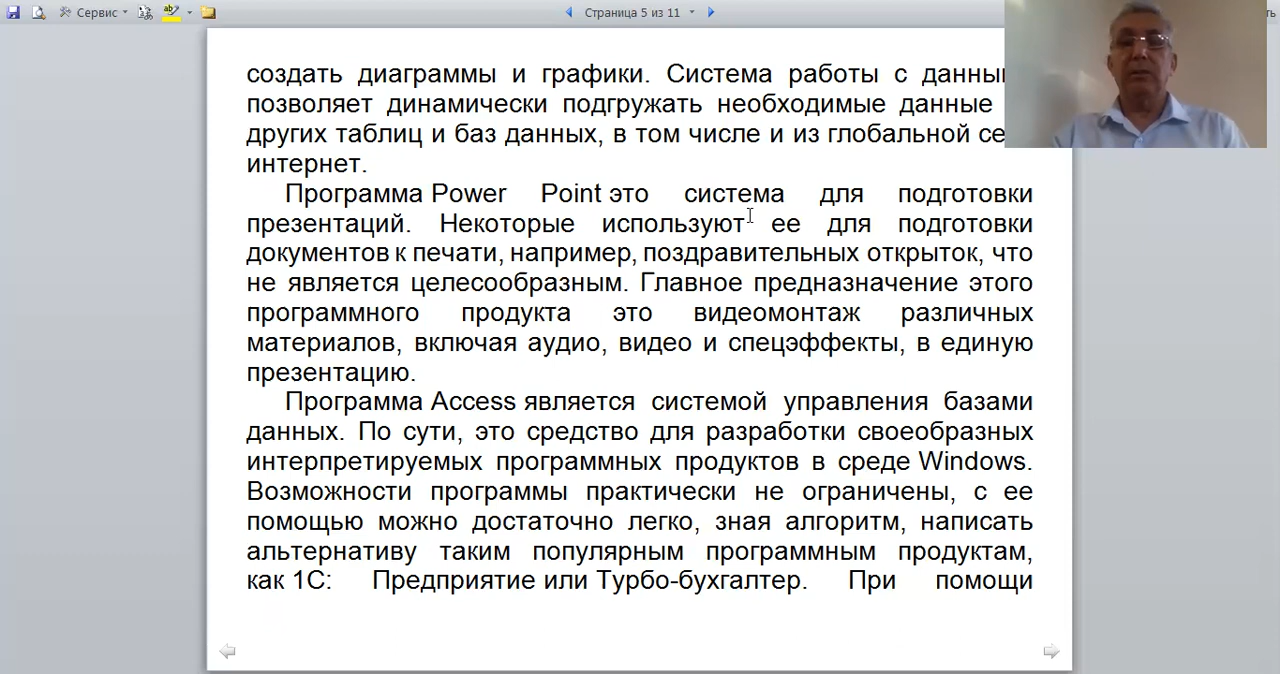 Сервис
Страница 5 из 11
ть
создать диаграммы и графики. Система работы с
позволяет динамически подгружать необходимые данные
других таблиц и баз данных, в том числе и из глобальной
интернет.
Программа Power Point это система для подготовки
презентаций. Некоторые используют ее для подготовки
документов к печати, например, поздравительных открыток, что
не является целесообразным. Главное предназначение этого
программного продукта это видеомонтаж различных
материалов, включая аудио, видео и спецэффекты, в единую
презентацию.
Программа Access является системой управления базами
данных. По сути, это средство для разработки своеобразных
интерпретируемых программных продуктов в среде Windows.
Возможности программы практически не ограничены, с ее
помощью можно достаточно легко, зная алгоритм, написать
альтернативу таким популярным программным продуктам,
как 1С: Предприятие или Турбо-бухгалтер. При помощи